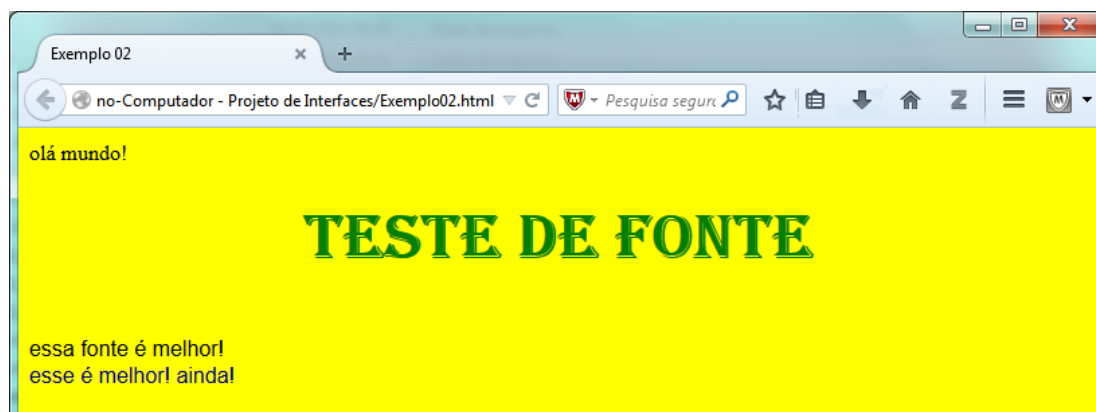 Exemplo 02
no-Computador - Projeto de Interfaces/Exemplo02.html
Pesquisa segur
olá mundo!
TESTE DE FONTE
essa fonte é melhor!
esse é melhor! ainda!